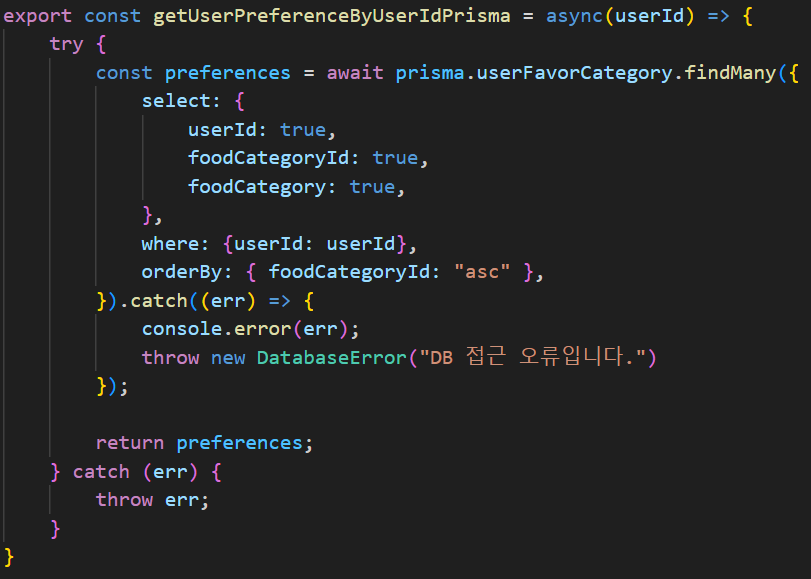 export const getUserPreferenceByUserIdPrisma = async(userId) => {
    try {
        const preferences = await prisma.userFavorCategory.findMany({
            select: {
                userId: true,
                foodCategoryId: true,
                foodCategory: true,
            },
            where: {userId: userId},
            orderBy: { foodCategoryId: "asc" },
        }).catch((err) => {
            console.error(err);
            throw new DatabaseError("DB 접근 오류입니다.")
        });

        return preferences;
    } catch (err) {
        throw err;
    }
}